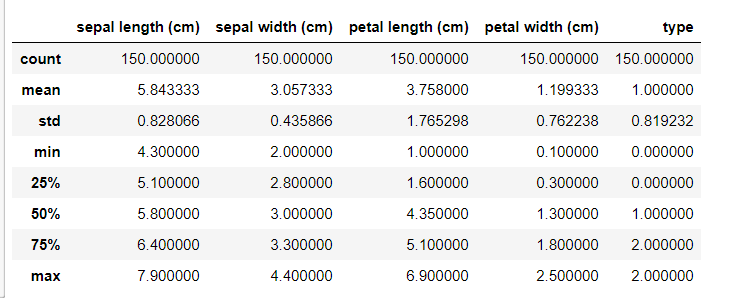 sepal length (cm) sepal width (cm) petal length (cm) petal width (cm) type
count 150.000000 150.000000 150.000000 150.000000 150.000000
mean 5.843333 3.057333 3.758000 1.199333 1.000000
std 0.828066 0.435866 1.765298 0.762238 0.819232
min 4.300000 2.000000 1.000000 0.100000 0.000000
25% 5.100000 2.800000 1.600000 0.300000 0.000000
50% 5.800000 3.000000 4.350000 1.300000 1.000000
75% 6.400000 3.300000 5.100000 1.800000 2.000000
max 7.900000 4.400000 6.900000 2.500000 2.000000